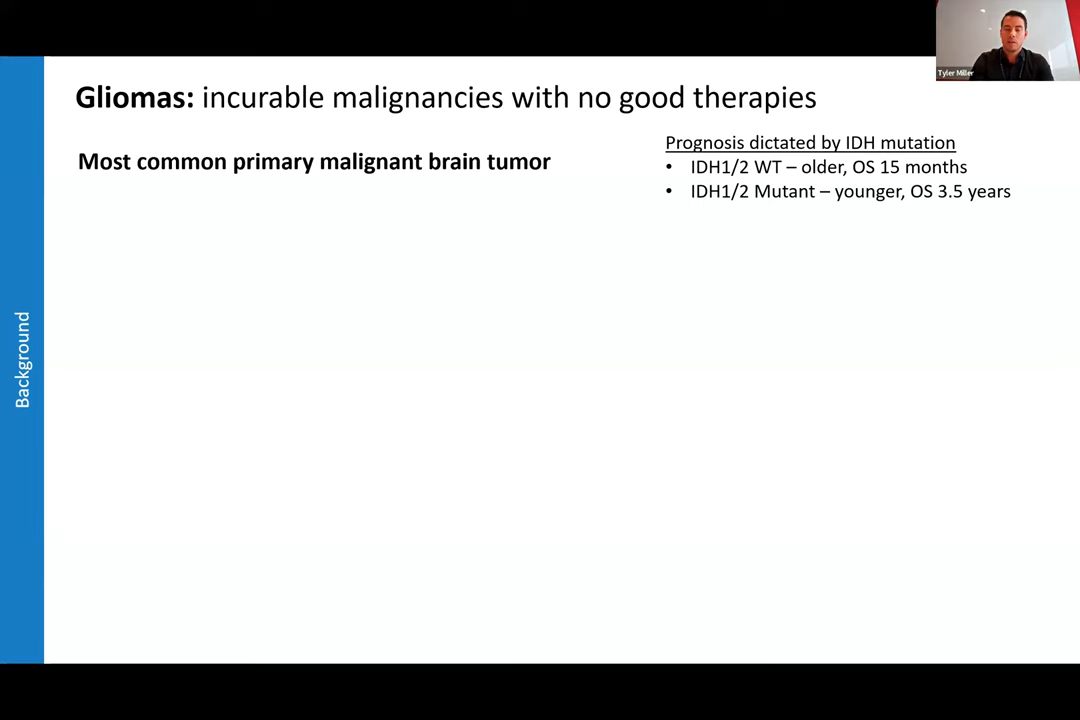 Tyler Miller
Gliomas: incurable malignancies with no good therapies
Most common primary malignant brain tumor
Prognosis dictated by IDH mutation
• IDH1/2 WT – older, OS 15 months
• IDH1/2 Mutant – younger, OS 3.5 years
Background